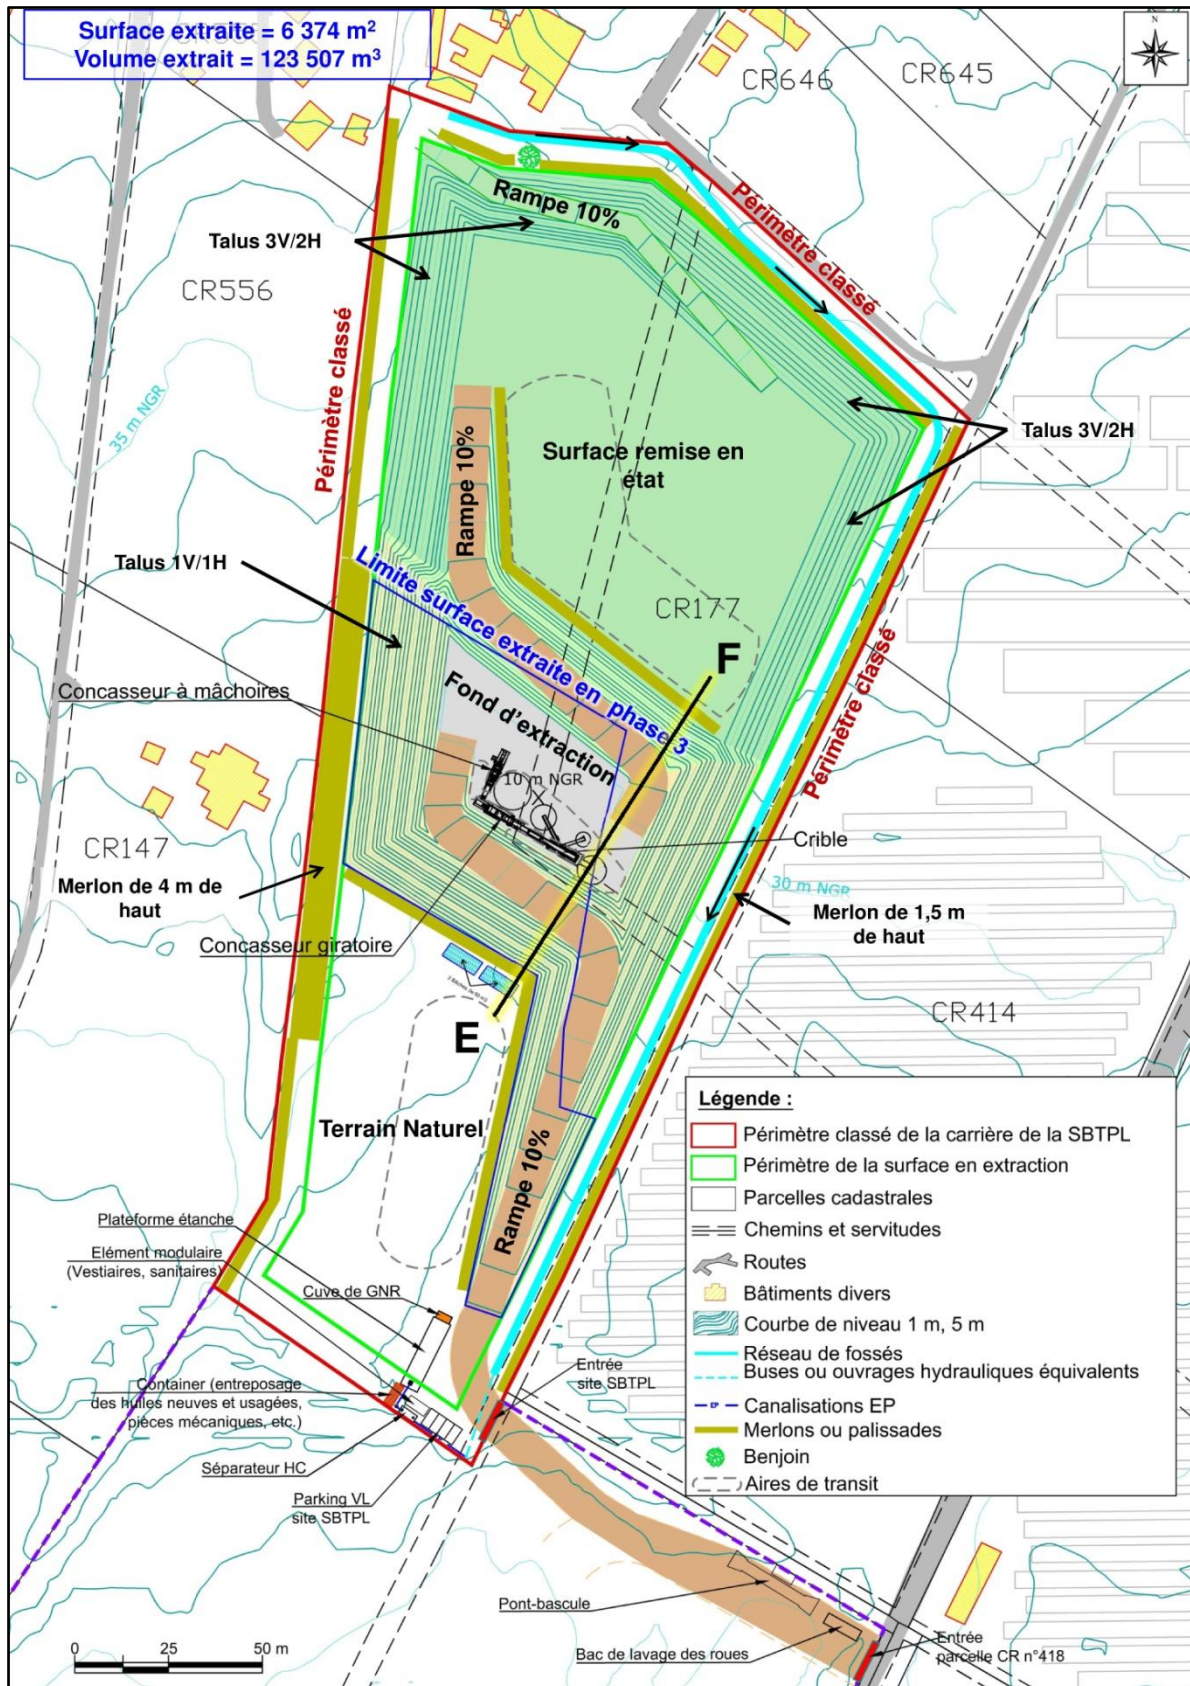 Surface extraite = 6 374 m²
Volume extrait = 123 507 m³
N
CR646
CR645
Rampe 10%
Périmètre classé
Talus 3V/2H
CR556
Périmètre classé
35 m NGR
Talus 3V/2H
Surface remise en
état
Rampe 10%
Talus 1V/1H
Limite surface extraite en phase 3
CR177
F
Périmètre classé
Concasseur à mâchoires
Fond d'extraction
10 m NGR
Crible
CR147
30 m NGR
Merlon de 4 m de
haut
Merlon de 1,5 m
de haut
Concasseur giratoire
CR414
E
Terrain Naturel
Rampe 10%
Plateforme étanche
Elément modulaire
(Vestiaires, sanitaires)
Cuve de GNR
Container (entreposage
des huiles neuves et usagées,
pièces mécaniques, etc.)
Séparateur HC
Parking VL
site SBTPL
Entrée
site SBTPL
Légende :
Périmètre classé de la carrière de la SBTPL
Périmètre de la surface en extraction
Parcelles cadastrales
Chemins et servitudes
Routes
Bâtiments divers
Courbe de niveau 1 m, 5 m
Réseau de fossés
Buses ou ouvrages hydrauliques équivalents
EP
Canalisations EP
Merlons ou palissades
Benjoin
Aires de transit
Pont-bascule
Bac de lavage des roues
Entrée
parcelle CR n°418
0 25 50 m